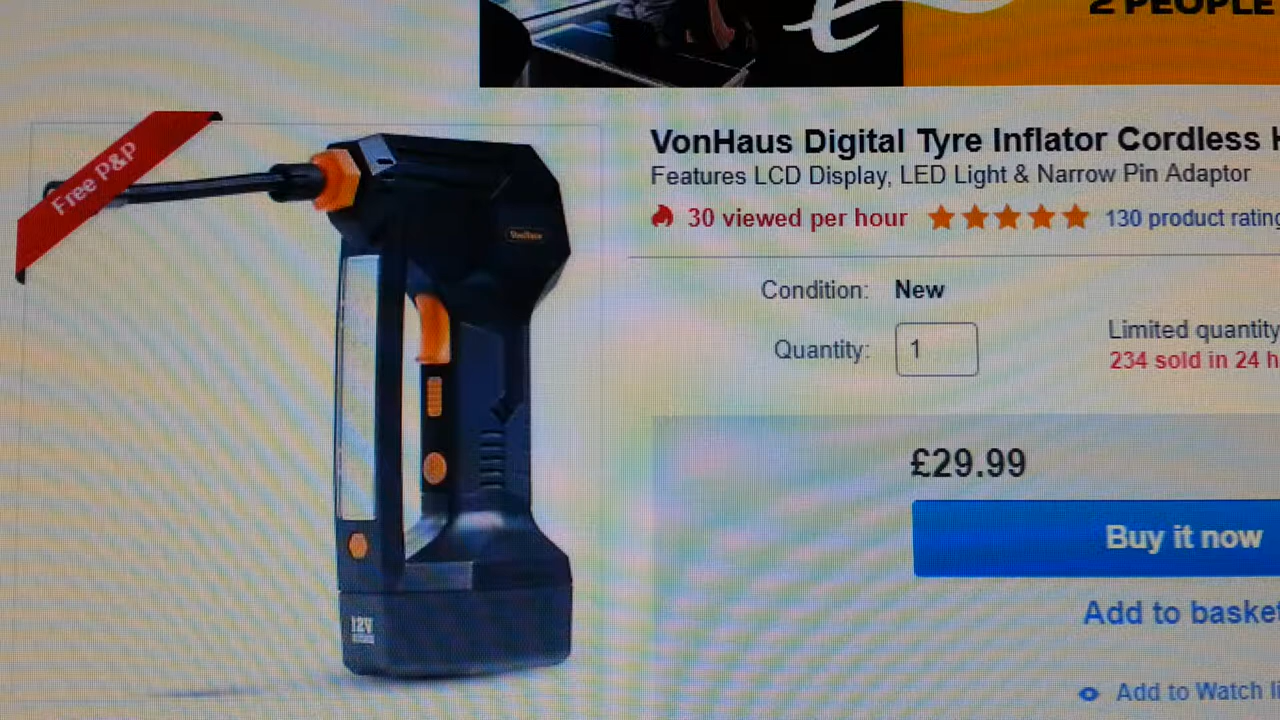 2 PEOPLE
Free P&P
VonHaus Digital Tyre Inflator Cordless H
Features LCD Display, LED Light & Narrow Pin Adaptor
30 viewed per hour
130 product rating
Condition: New
Limited quantity
Quantity: 1
234 sold in 24 h
£29.99
Buy it now
Add to basket
Add to Watch li
VonHaus
12V